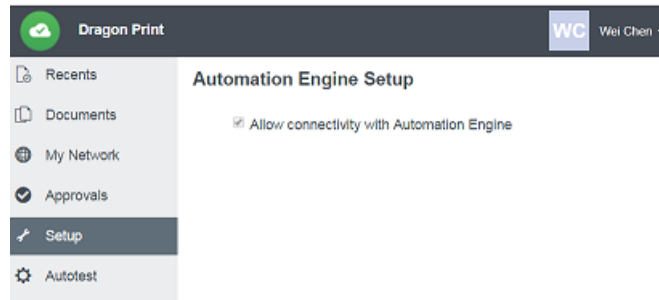 Dragon Print
WC
Wei Chen
Recents
Automation Engine Setup
Documents
Allow connectivity with Automation Engine
My Network
Approvals
Setup
Autotest